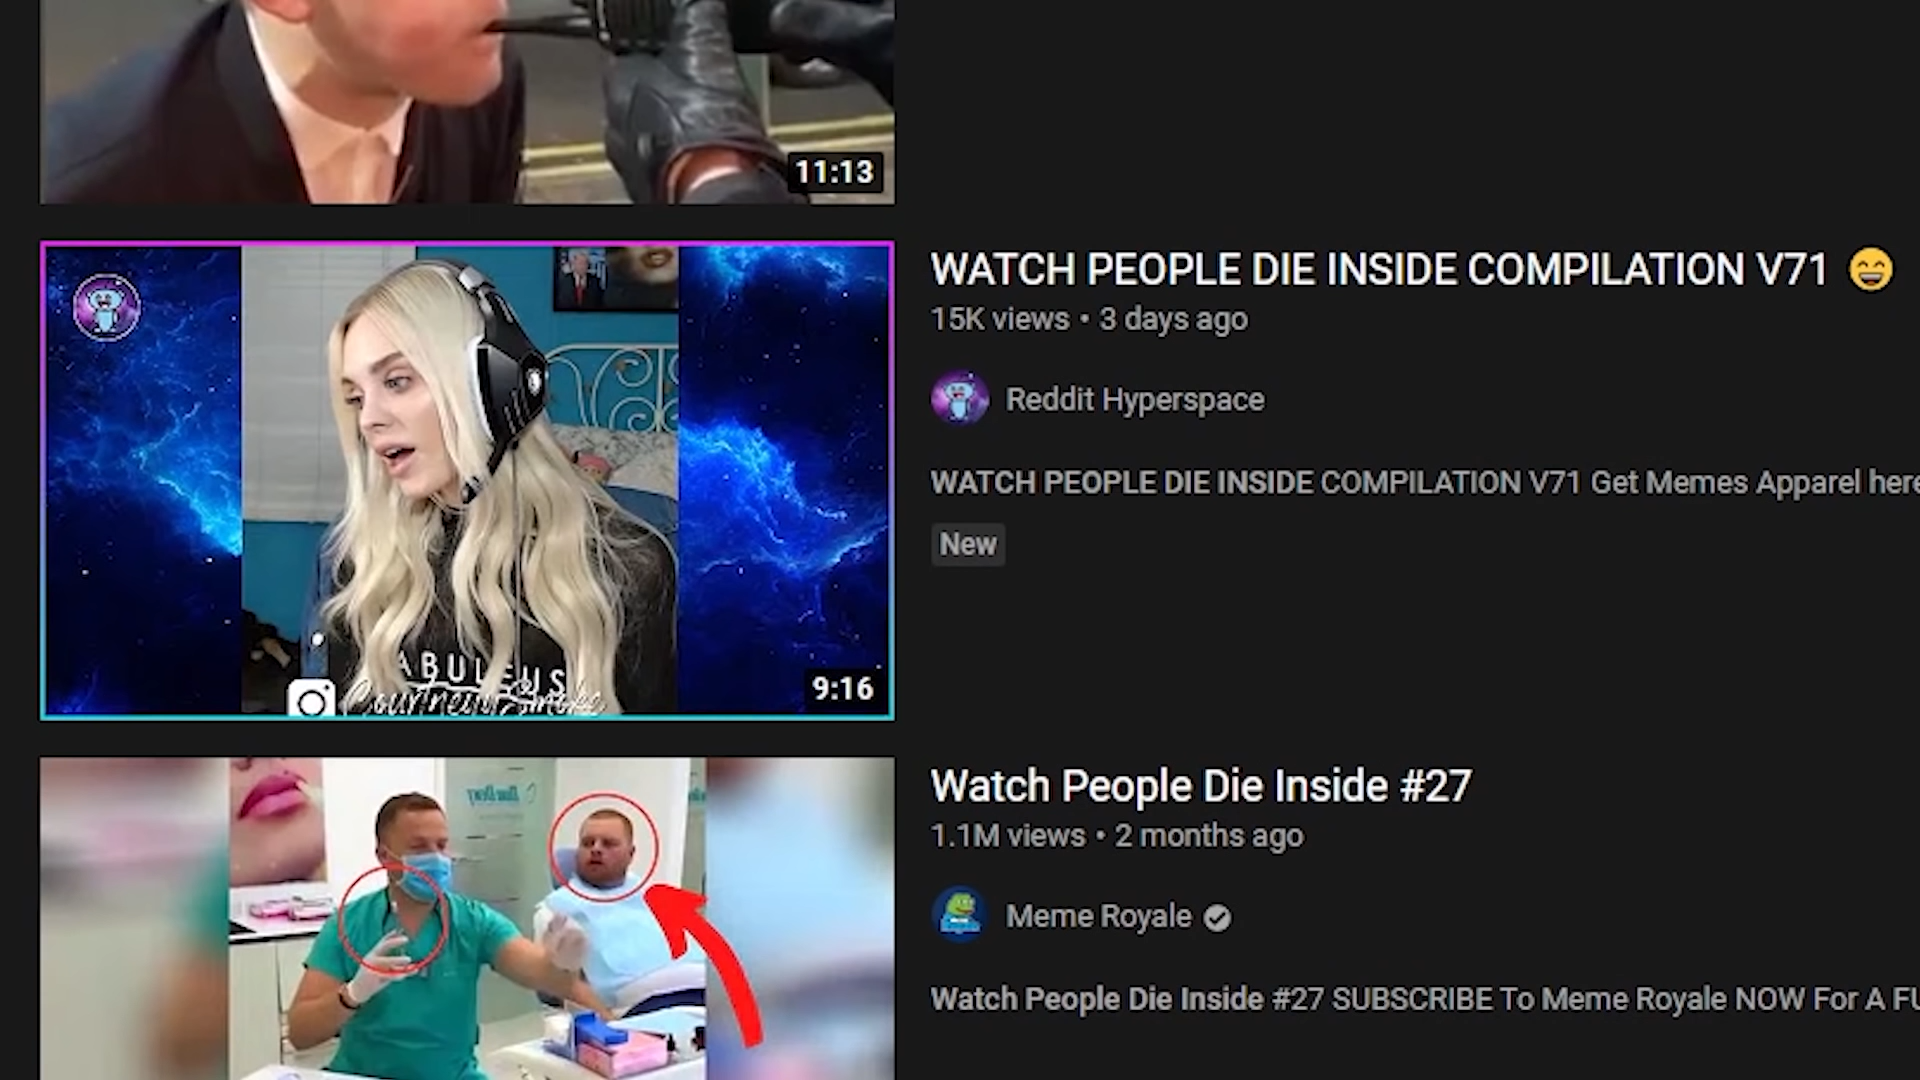 11:13
WATCH PEOPLE DIE INSIDE COMPILATION V71 😄
15K views • 3 days ago
Reddit Hyperspace
WATCH PEOPLE DIE INSIDE COMPILATION V71 Get Memes Apparel here
New
9:16
Watch People Die Inside #27
1.1M views • 2 months ago
Meme Royale
Watch People Die Inside #27 SUBSCRIBE To Meme Royale NOW For A FU